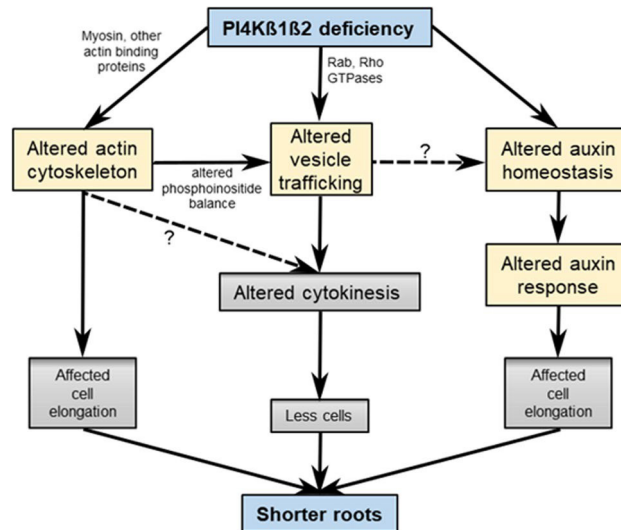 PI4Kß1ß2 deficiency
Myosin, other
actin binding
proteins
Rab, Rho
GTPases
Altered actin
cytoskeleton
altered
phosphoinositide
balance
Altered
vesicle
trafficking
?
Altered auxin
homeostasis
?
Altered cytokinesis
Altered auxin
response
Affected
cell
elongation
Less cells
Affected
cell
elongation
Shorter roots